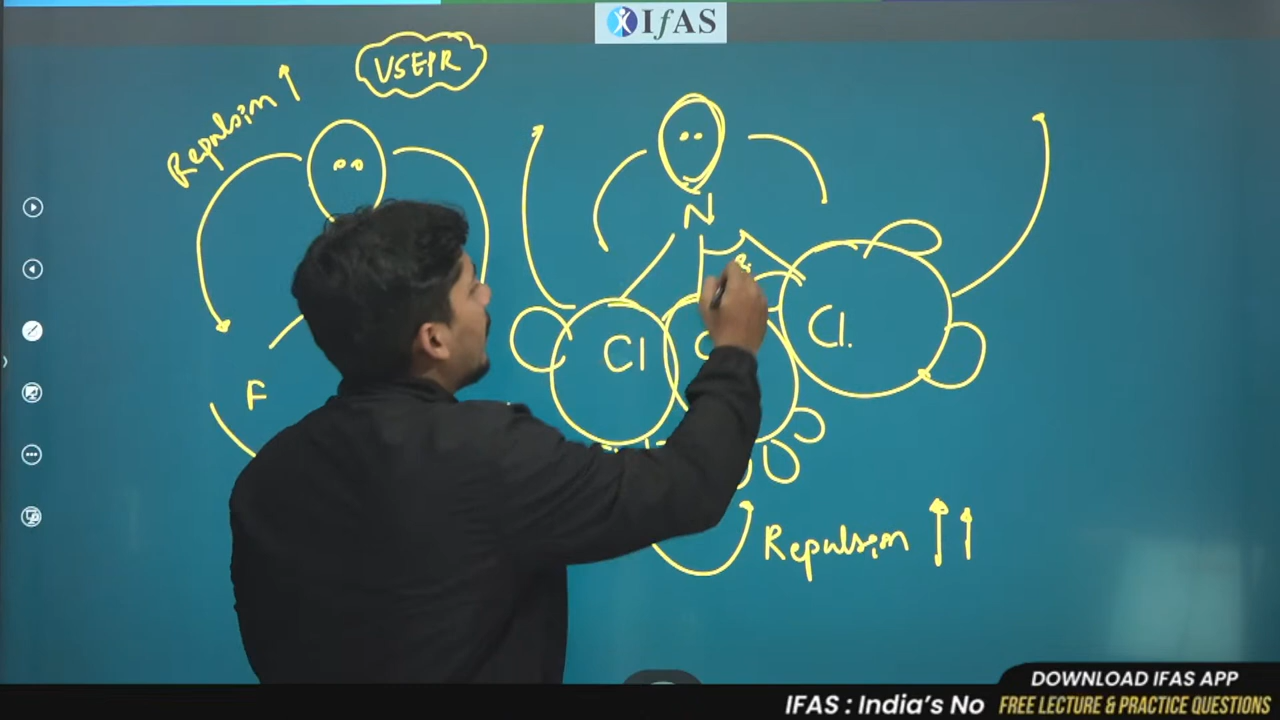 IfAS
VSEPR
Repulsion ↑
N
F
Cl
Cl.
Repulsion ↑↑
DOWNLOAD IFAS APP
IFAS : India's No
FREE LECTURE & PRACTICE QUESTIONS